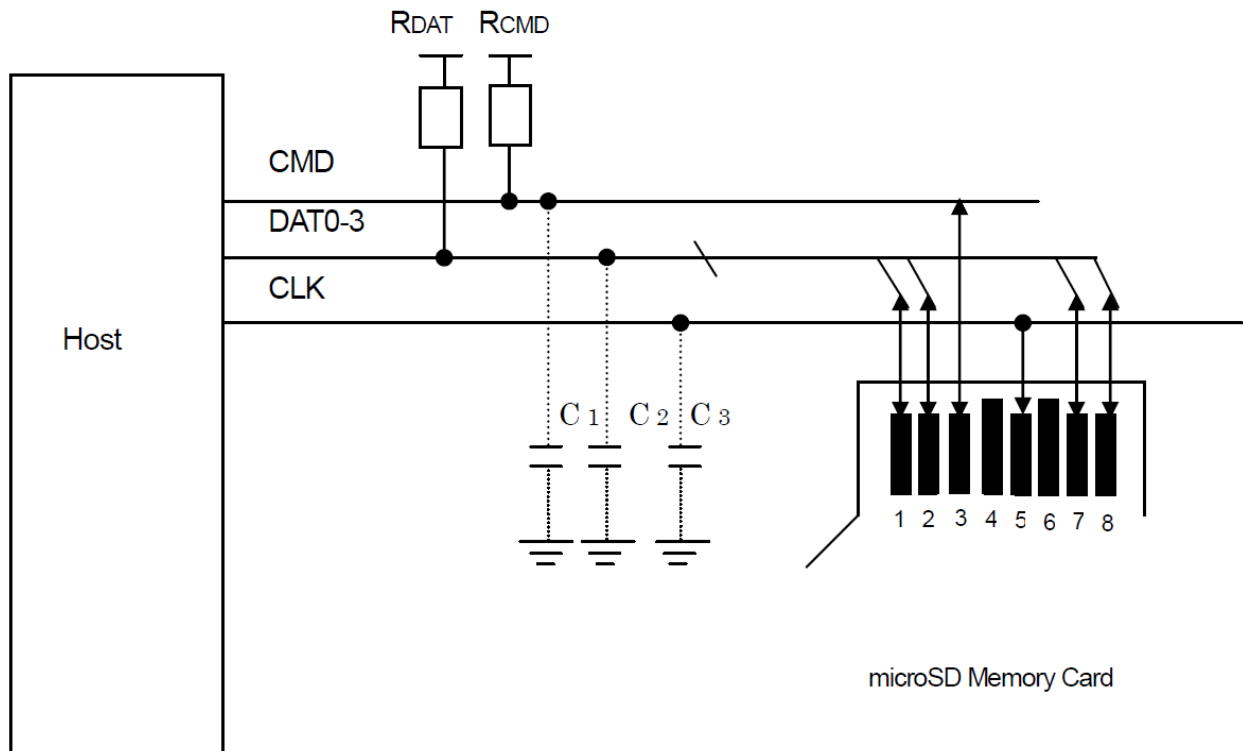 RDAT RCMD
CMD
DAT0-3
CLK
Host
C 1 C 2 C 3
1 2 3 4 5 6 7 8
microSD Memory Card